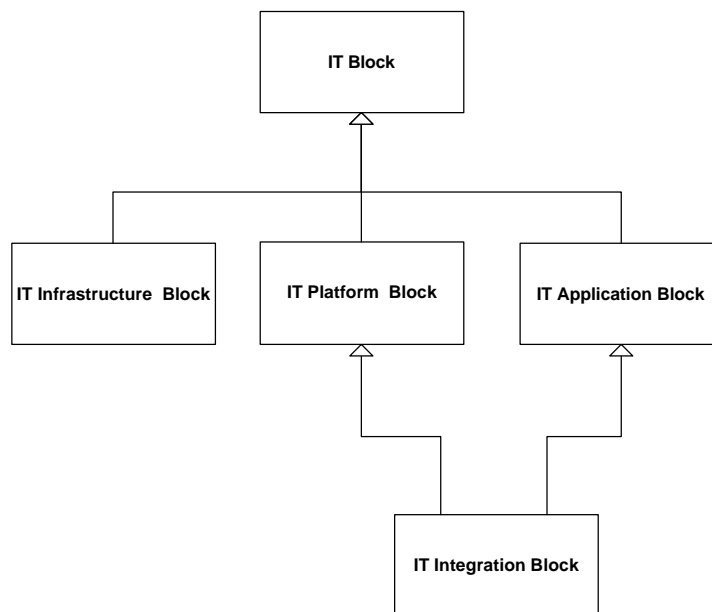 IT Block
IT Infrastructure Block
IT Platform Block
IT Application Block
IT Integration Block